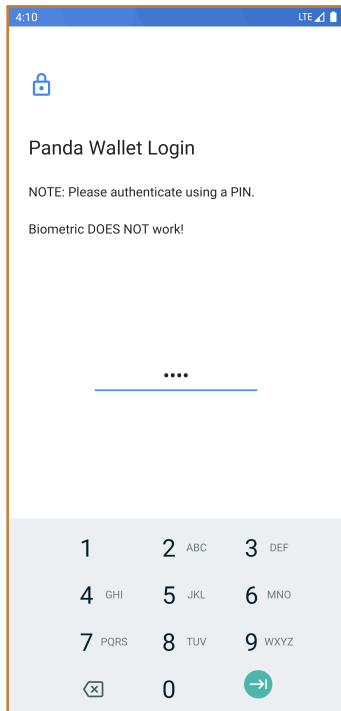 4:10
LTE
Panda Wallet Login
NOTE: Please authenticate using a PIN.
Biometric DOES NOT work!
••••
1 2 ABC 3 DEF
4 GHI 5 JKL 6 MNO
7 PQRS 8 TUV 9 WXYZ
0